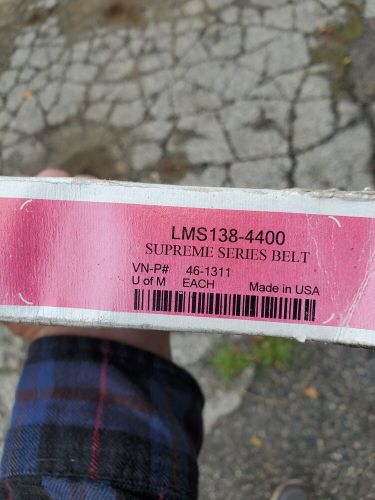 LMS138-4400
SUPREME SERIES BELT
VN-P# 46-1311
U of M EACH Made in USA